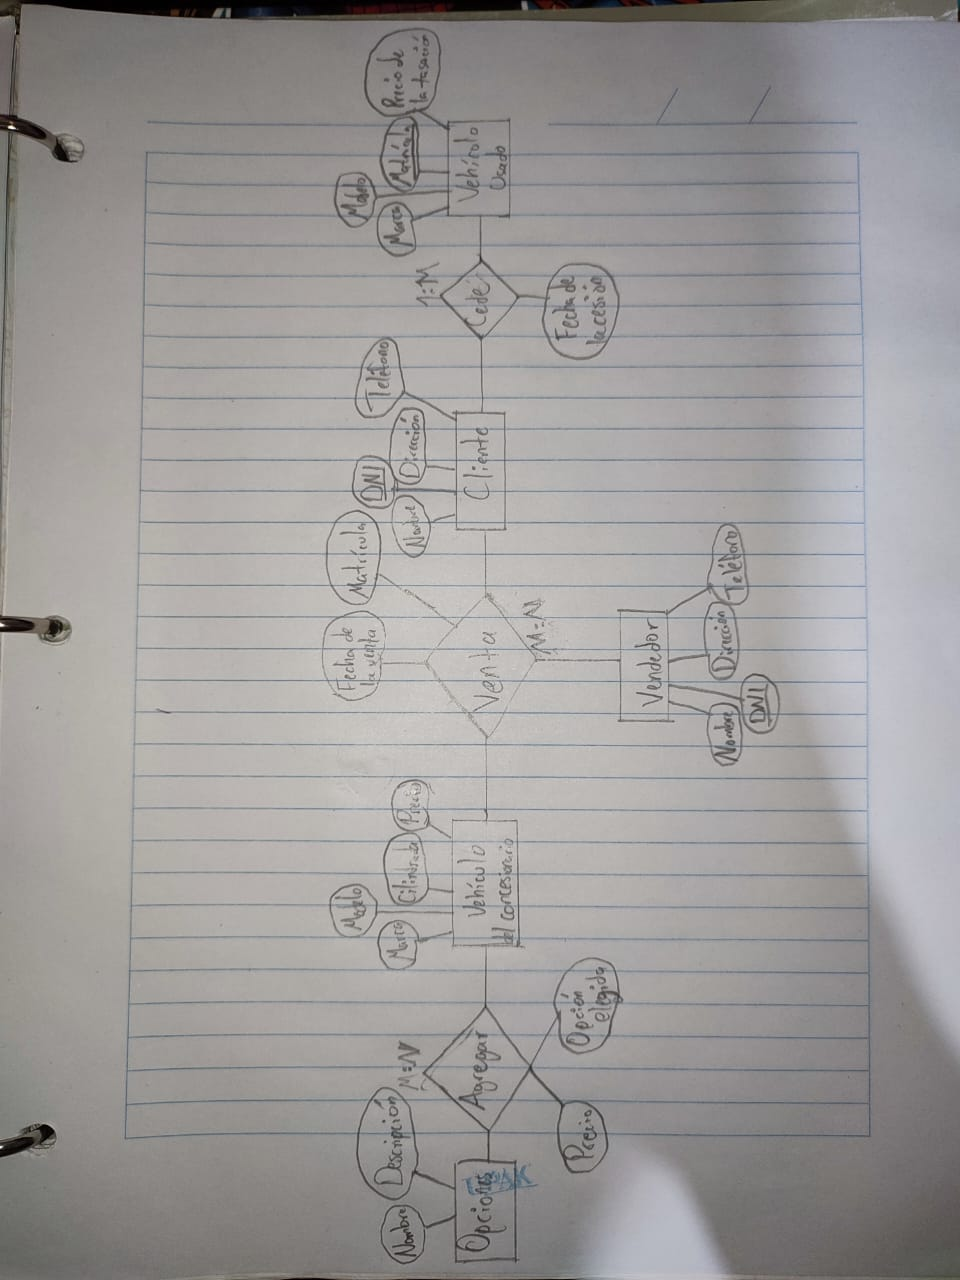 Nombre
Descripción
Opciones
M=N
Agregar
Precio
Opción
elegida
Marca
Modelo
Cilindrada
Precio
Vehículo
del concesionario
Fecha de
la venta
Matrícula
Venta
M=N
Vendedor
Nombre
DNI
Dirección
Teléfono
Nombre
DNI
Dirección
Teléfono
Cliente
1=M
Cede
Fecha de
la cesión
Marca
Modelo
Matrícula
Precio de
la tasación
Vehículo
Usado